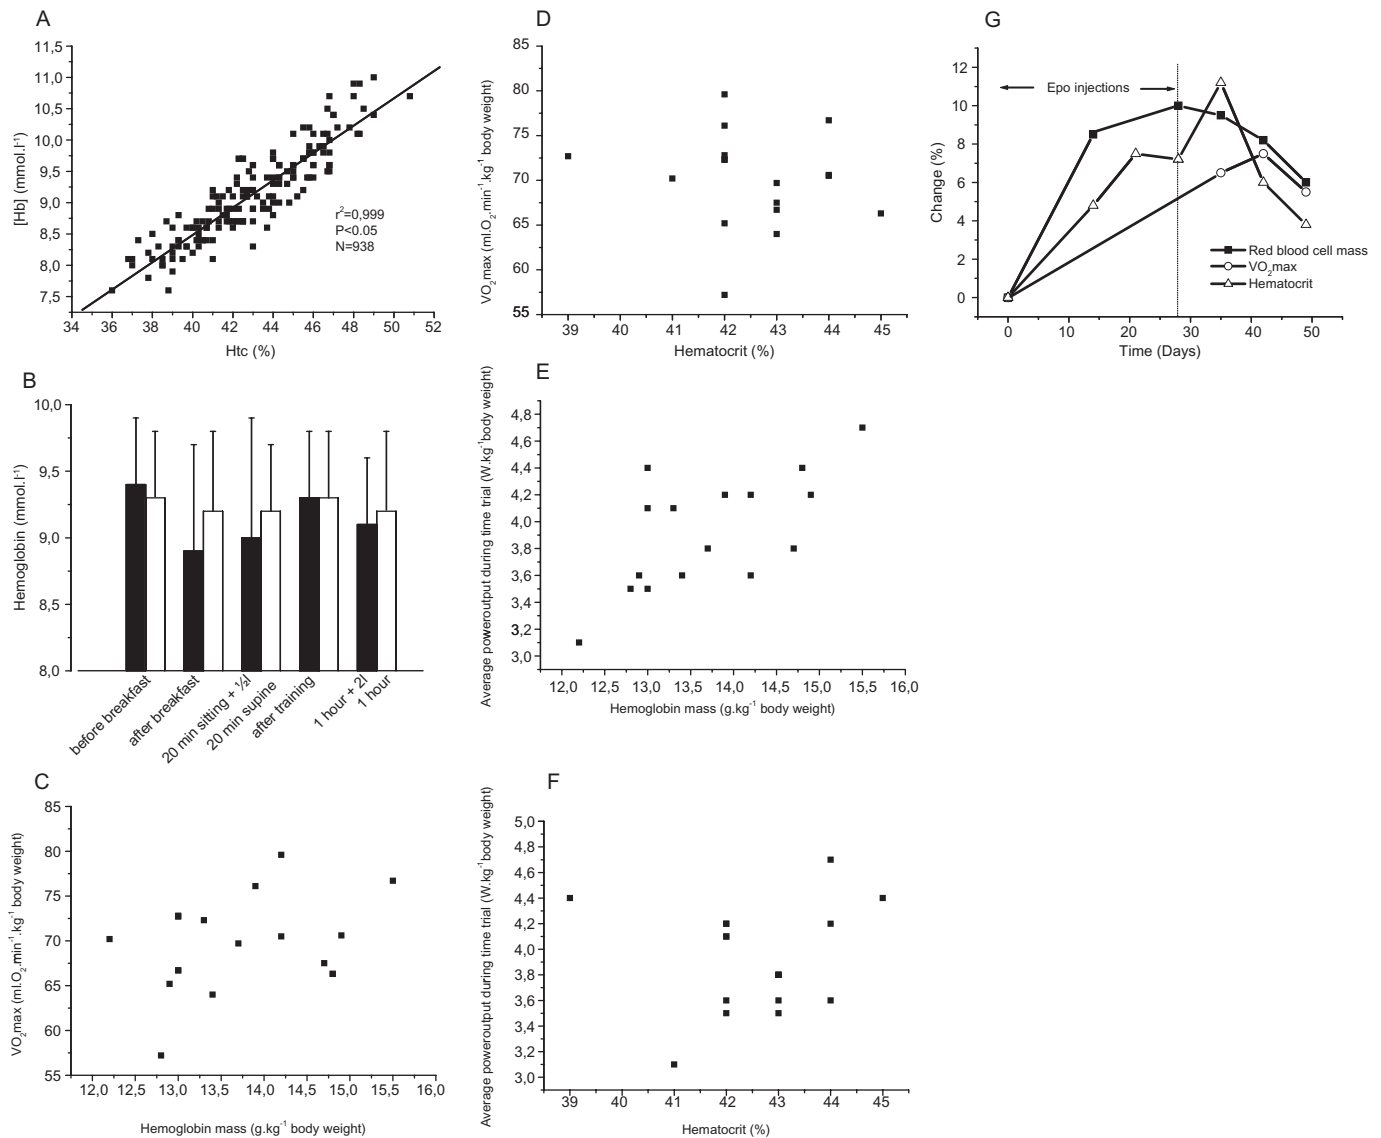 A
11,5
11,0
10,5
10,0
9,5
9,0
8,5
8,0
7,5
[Hb] (mmol.l-1)
r2=0,999
P<0.05
N=938
34 36 38 40 42 44 46 48 50 52
Htc (%)
B
10,0
9,5
9,0
8,5
8,0
Hemoglobin (mmol.l-1)
before breakfast
after breakfast
20 min sitting + ½l
20 min supine
after training
1 hour + 2l
1 hour
C
85
80
75
70
65
60
55
VO2max (ml.O2.min-1.kg-1 body weight)
12,0 12,5 13,0 13,5 14,0 14,5 15,0 15,5 16,0
Hemoglobin mass (g.kg-1 body weight)
D
85
80
75
70
65
60
55
VO2max (ml.O2.min-1.kg-1 body weight)
39 40 41 42 43 44 45
Hematocrit (%)
E
4,8
4,6
4,4
4,2
4,0
3,8
3,6
3,4
3,2
3,0
Average poweroutput during time trial (W.kg-1body weight)
12,0 12,5 13,0 13,5 14,0 14,5 15,0 15,5 16,0
Hemoglobin mass (g.kg-1 body weight)
F
5,0
4,8
4,6
4,4
4,2
4,0
3,8
3,6
3,4
3,2
3,0
Average poweroutput during time trial (W.kg-1body weight)
39 40 41 42 43 44 45
Hematocrit (%)
G
12
10
8
6
4
2
0
Change (%)
Epo injections
Red blood cell mass
VO2max
Hematocrit
0 10 20 30 40 50
Time (Days)